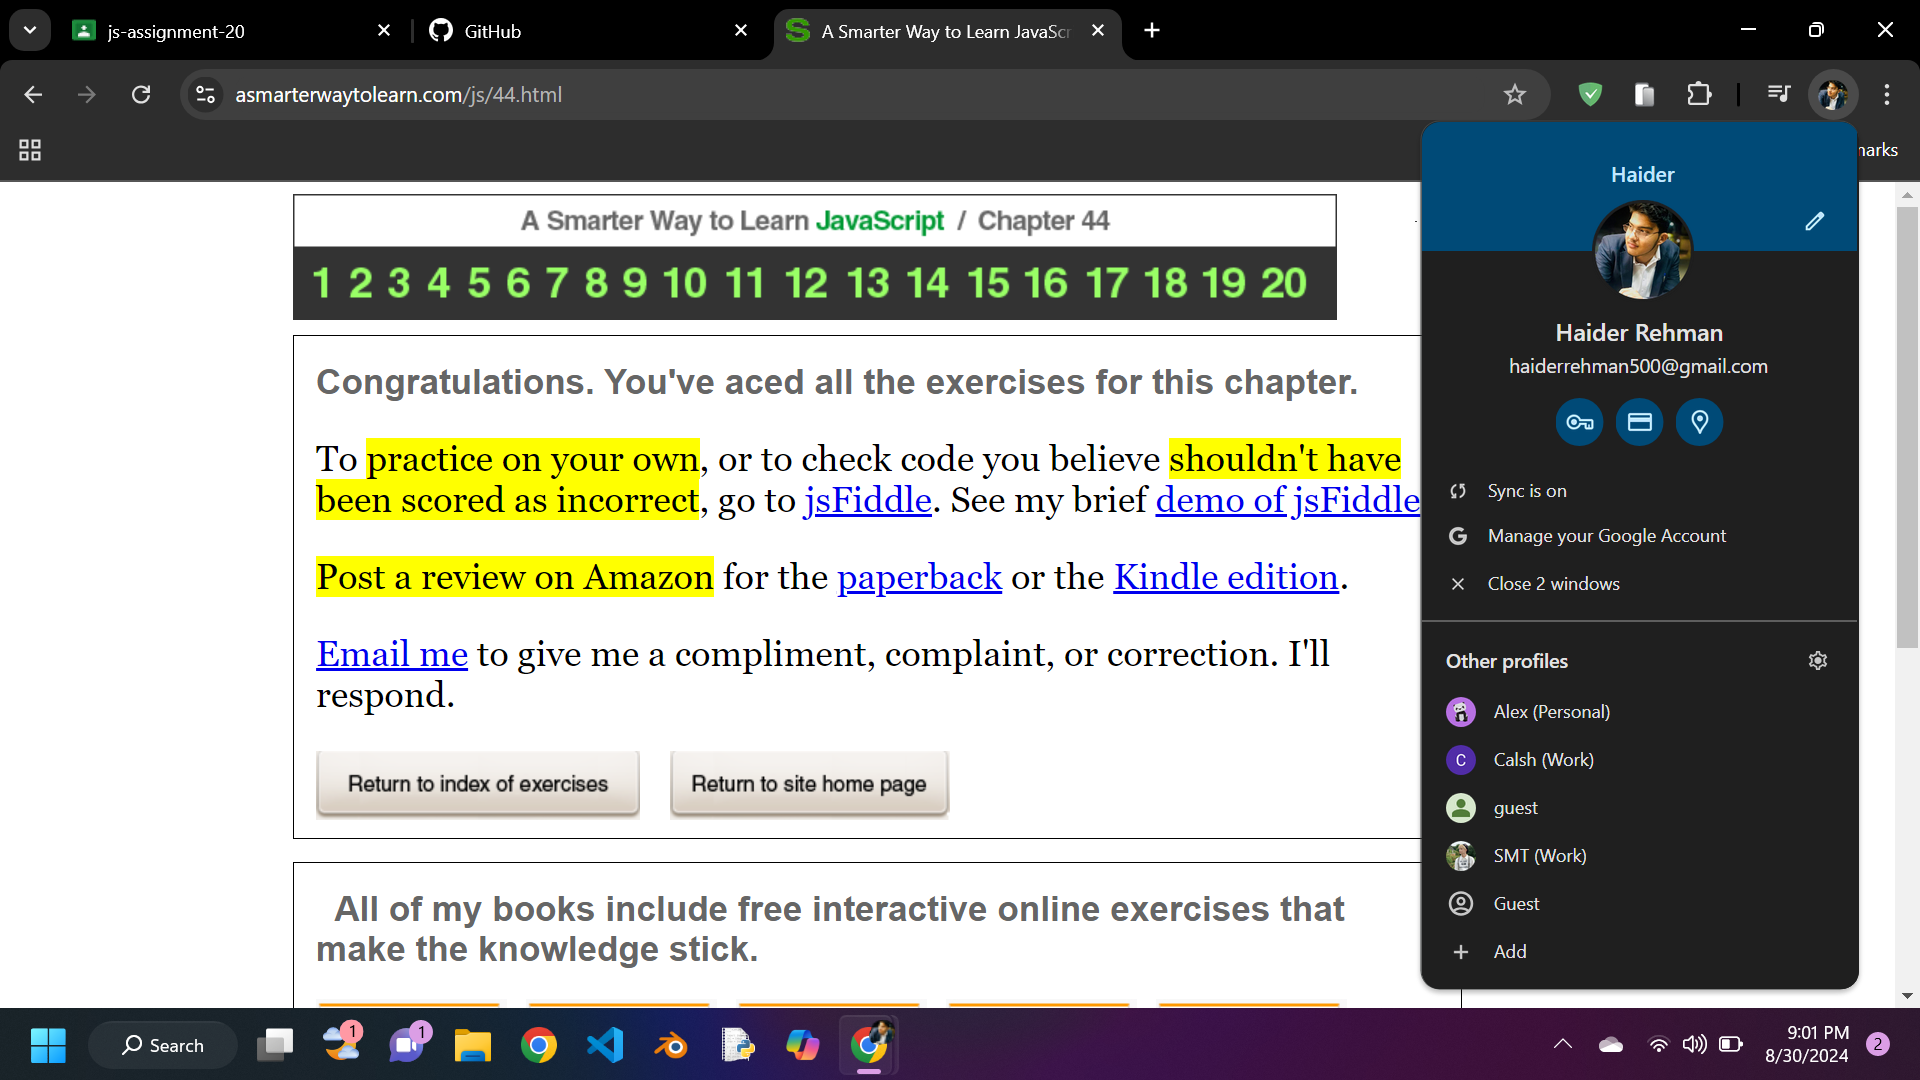 js-assignment-20
GitHub
A Smarter Way to Learn JavaScr
asmarterwaytolearn.com/js/44.html
A Smarter Way to Learn JavaScript / Chapter 44
1 2 3 4 5 6 7 8 9 10 11 12 13 14 15 16 17 18 19 20
Congratulations. You've aced all the exercises for this chapter.
To practice on your own, or to check code you believe shouldn't have
been scored as incorrect, go to jsFiddle. See my brief demo of jsFiddle
Post a review on Amazon for the paperback or the Kindle edition.
Email me to give me a compliment, complaint, or correction. I'll
respond.
Return to index of exercises
Return to site home page
All of my books include free interactive online exercises that
make the knowledge stick.
Haider
Haider Rehman
haiderrehman500@gmail.com
Sync is on
Manage your Google Account
Close 2 windows
Other profiles
Alex (Personal)
C
Calsh (Work)
guest
SMT (Work)
Guest
Add
Search
1
1
9:01 PM
8/30/2024
2